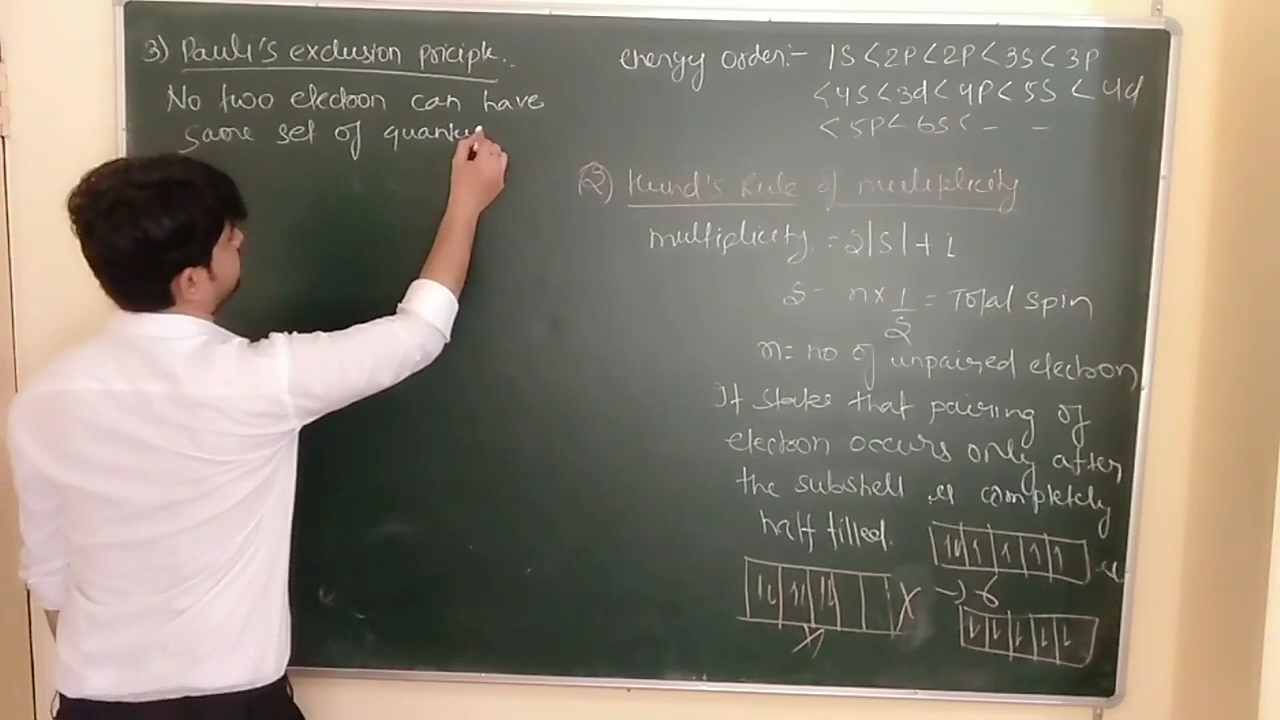 3) Pauli's exclusion priciple..
No two electoon can have
same set of quantu
energy order:- 1S < 2P < 2P < 3S < 3P
< 4S < 3d < 4P < 5S < 4d
< 5P < 6S < - -
(2) Hund's Rule of multiplicity
multiplicity = 2|S| + 1
S = n × 1/2 = Total spin
n = no of unpaired electron
It states that pairing of
electron occurs only after
the subshell is completely
half filled.